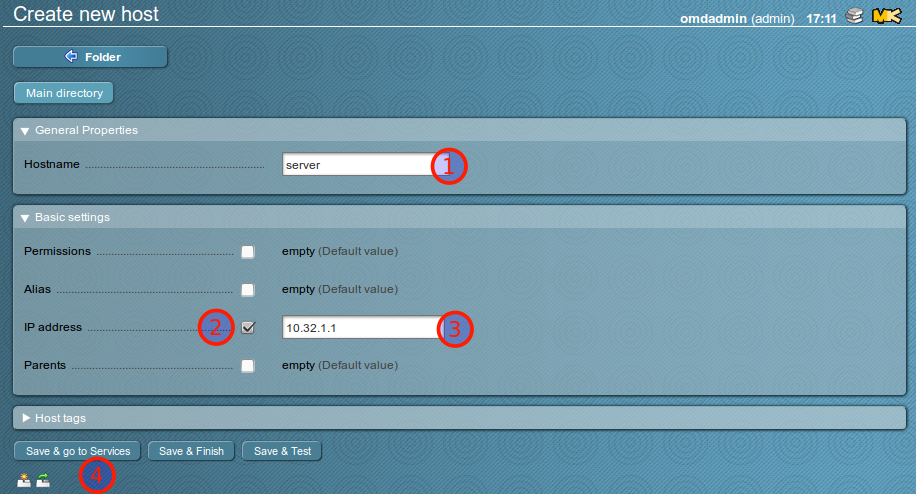 Create new host
omdadmin (admin) 17:11
Folder
Main directory
General Properties
Hostname server 1
Basic settings
Permissions empty (Default value)
Alias empty (Default value)
IP address 2 10.32.1.1 3
Parents empty (Default value)
Host tags
Save & go to Services Save & Finish Save & Test
4